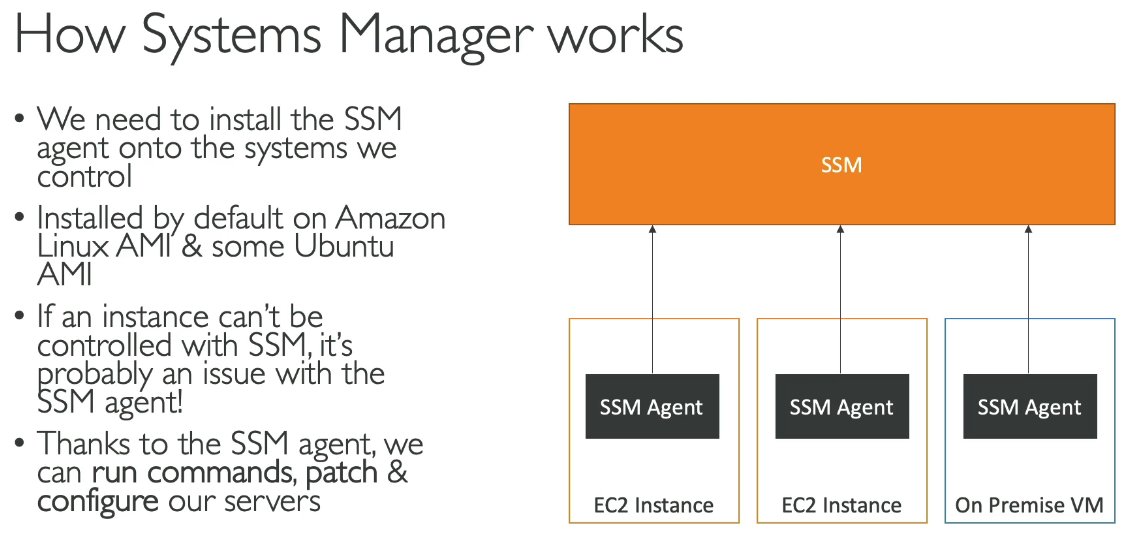 How Systems Manager works
• We need to install the SSM
agent onto the systems we
control
• Installed by default on Amazon
Linux AMI & some Ubuntu
AMI
• If an instance can't be
controlled with SSM, it's
probably an issue with the
SSM agent!
• Thanks to the SSM agent, we
can run commands, patch &
configure our servers
SSM
SSM Agent
EC2 Instance
SSM Agent
EC2 Instance
SSM Agent
On Premise VM